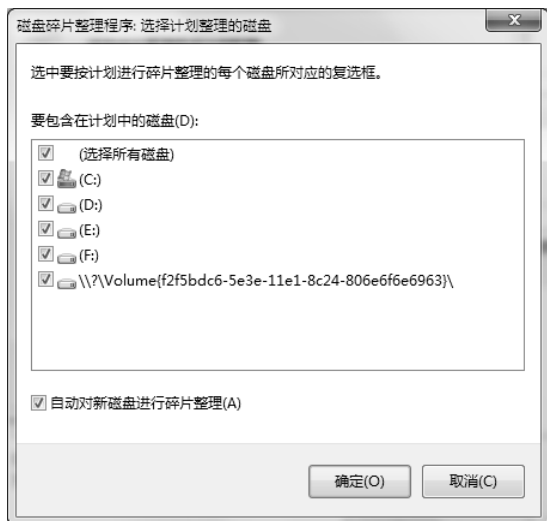 磁盘碎片整理程序: 选择计划整理的磁盘
选中要按计划进行碎片整理的每个磁盘所对应的复选框。
要包含在计划中的磁盘(D):
(选择所有磁盘)
(C:)
(D:)
(E:)
(F:)
\\?\Volume{f2f5bdc6-5e3e-11e1-8c24-806e6f6e6963}\
自动对新磁盘进行碎片整理(A)
确定(O) 取消(C)